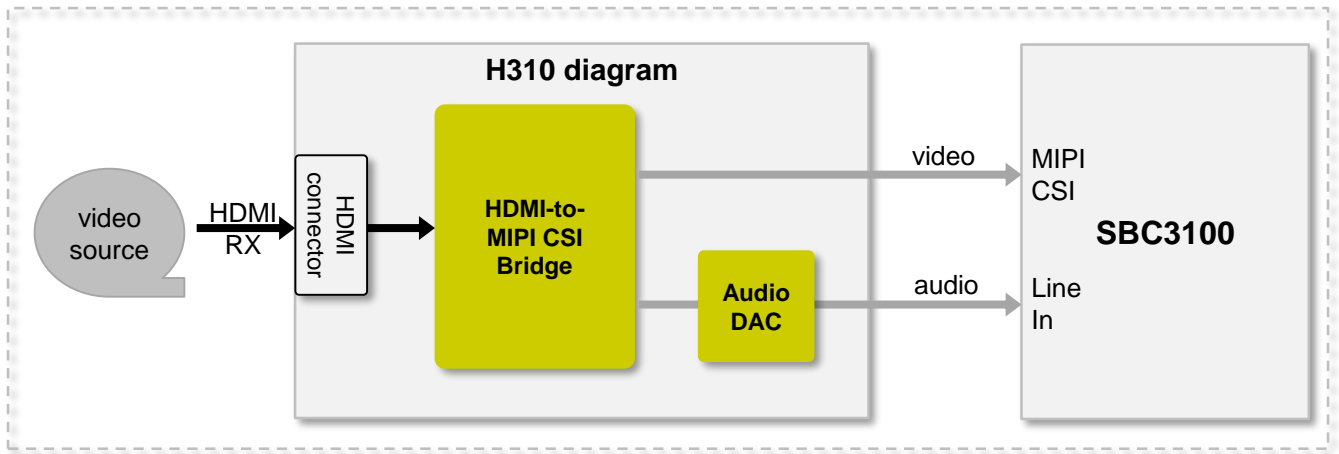 H310 diagram
video
source
HDMI
RX
HDMI
connector
HDMI-to-
MIPI CSI
Bridge
Audio
DAC
video
audio
MIPI
CSI
SBC3100
Line
In